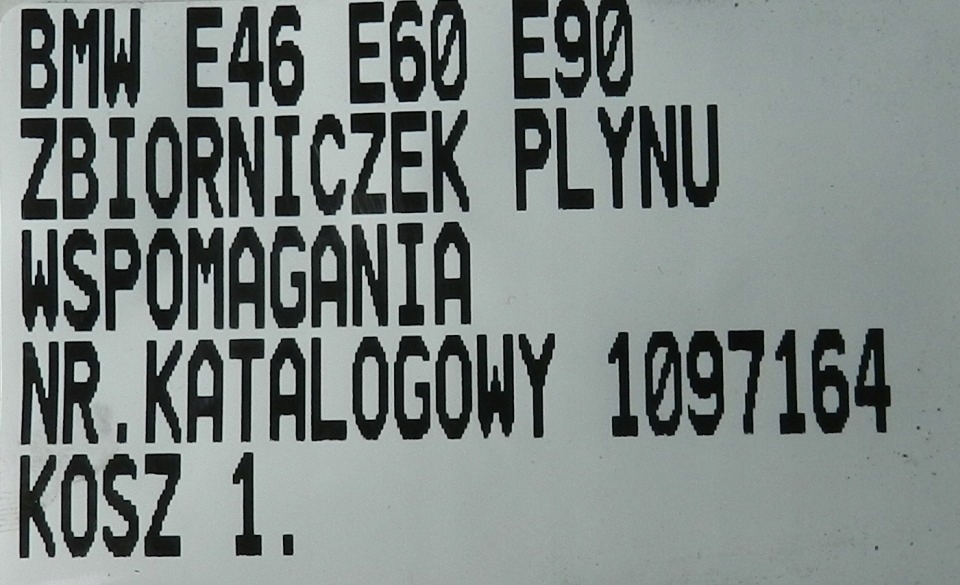 BMW E46 E60 E90
ZBIORNICZEK PLYNU
WSPOMAGANIA
NR.KATALOGOWY 1097164
KOSZ 1.